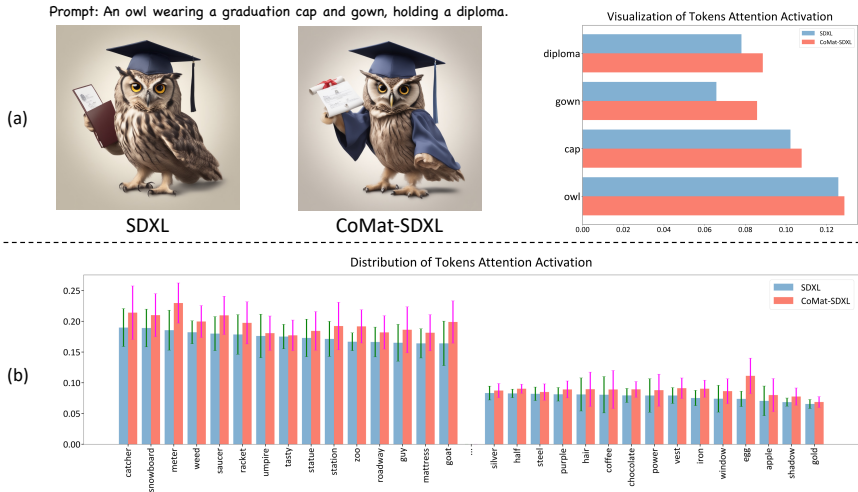 Prompt: An owl wearing a graduation cap and gown, holding a diploma.
(a)
SDXL
CoMat-SDXL
Visualization of Tokens Attention Activation
SDXL
CoMat-SDXL
diploma
gown
cap
owl
0.00 0.02 0.04 0.06 0.08 0.10 0.12
(b)
Distribution of Tokens Attention Activation
SDXL
CoMat-SDXL
0.25
0.20
0.15
0.10
0.05
0.00
catcher snowboard meter weed saucer racket umpire tasty statue station zoo roadway guy mattress goat ... silver half steel purple hair coffee chocolate power vest iron window egg apple shadow gold